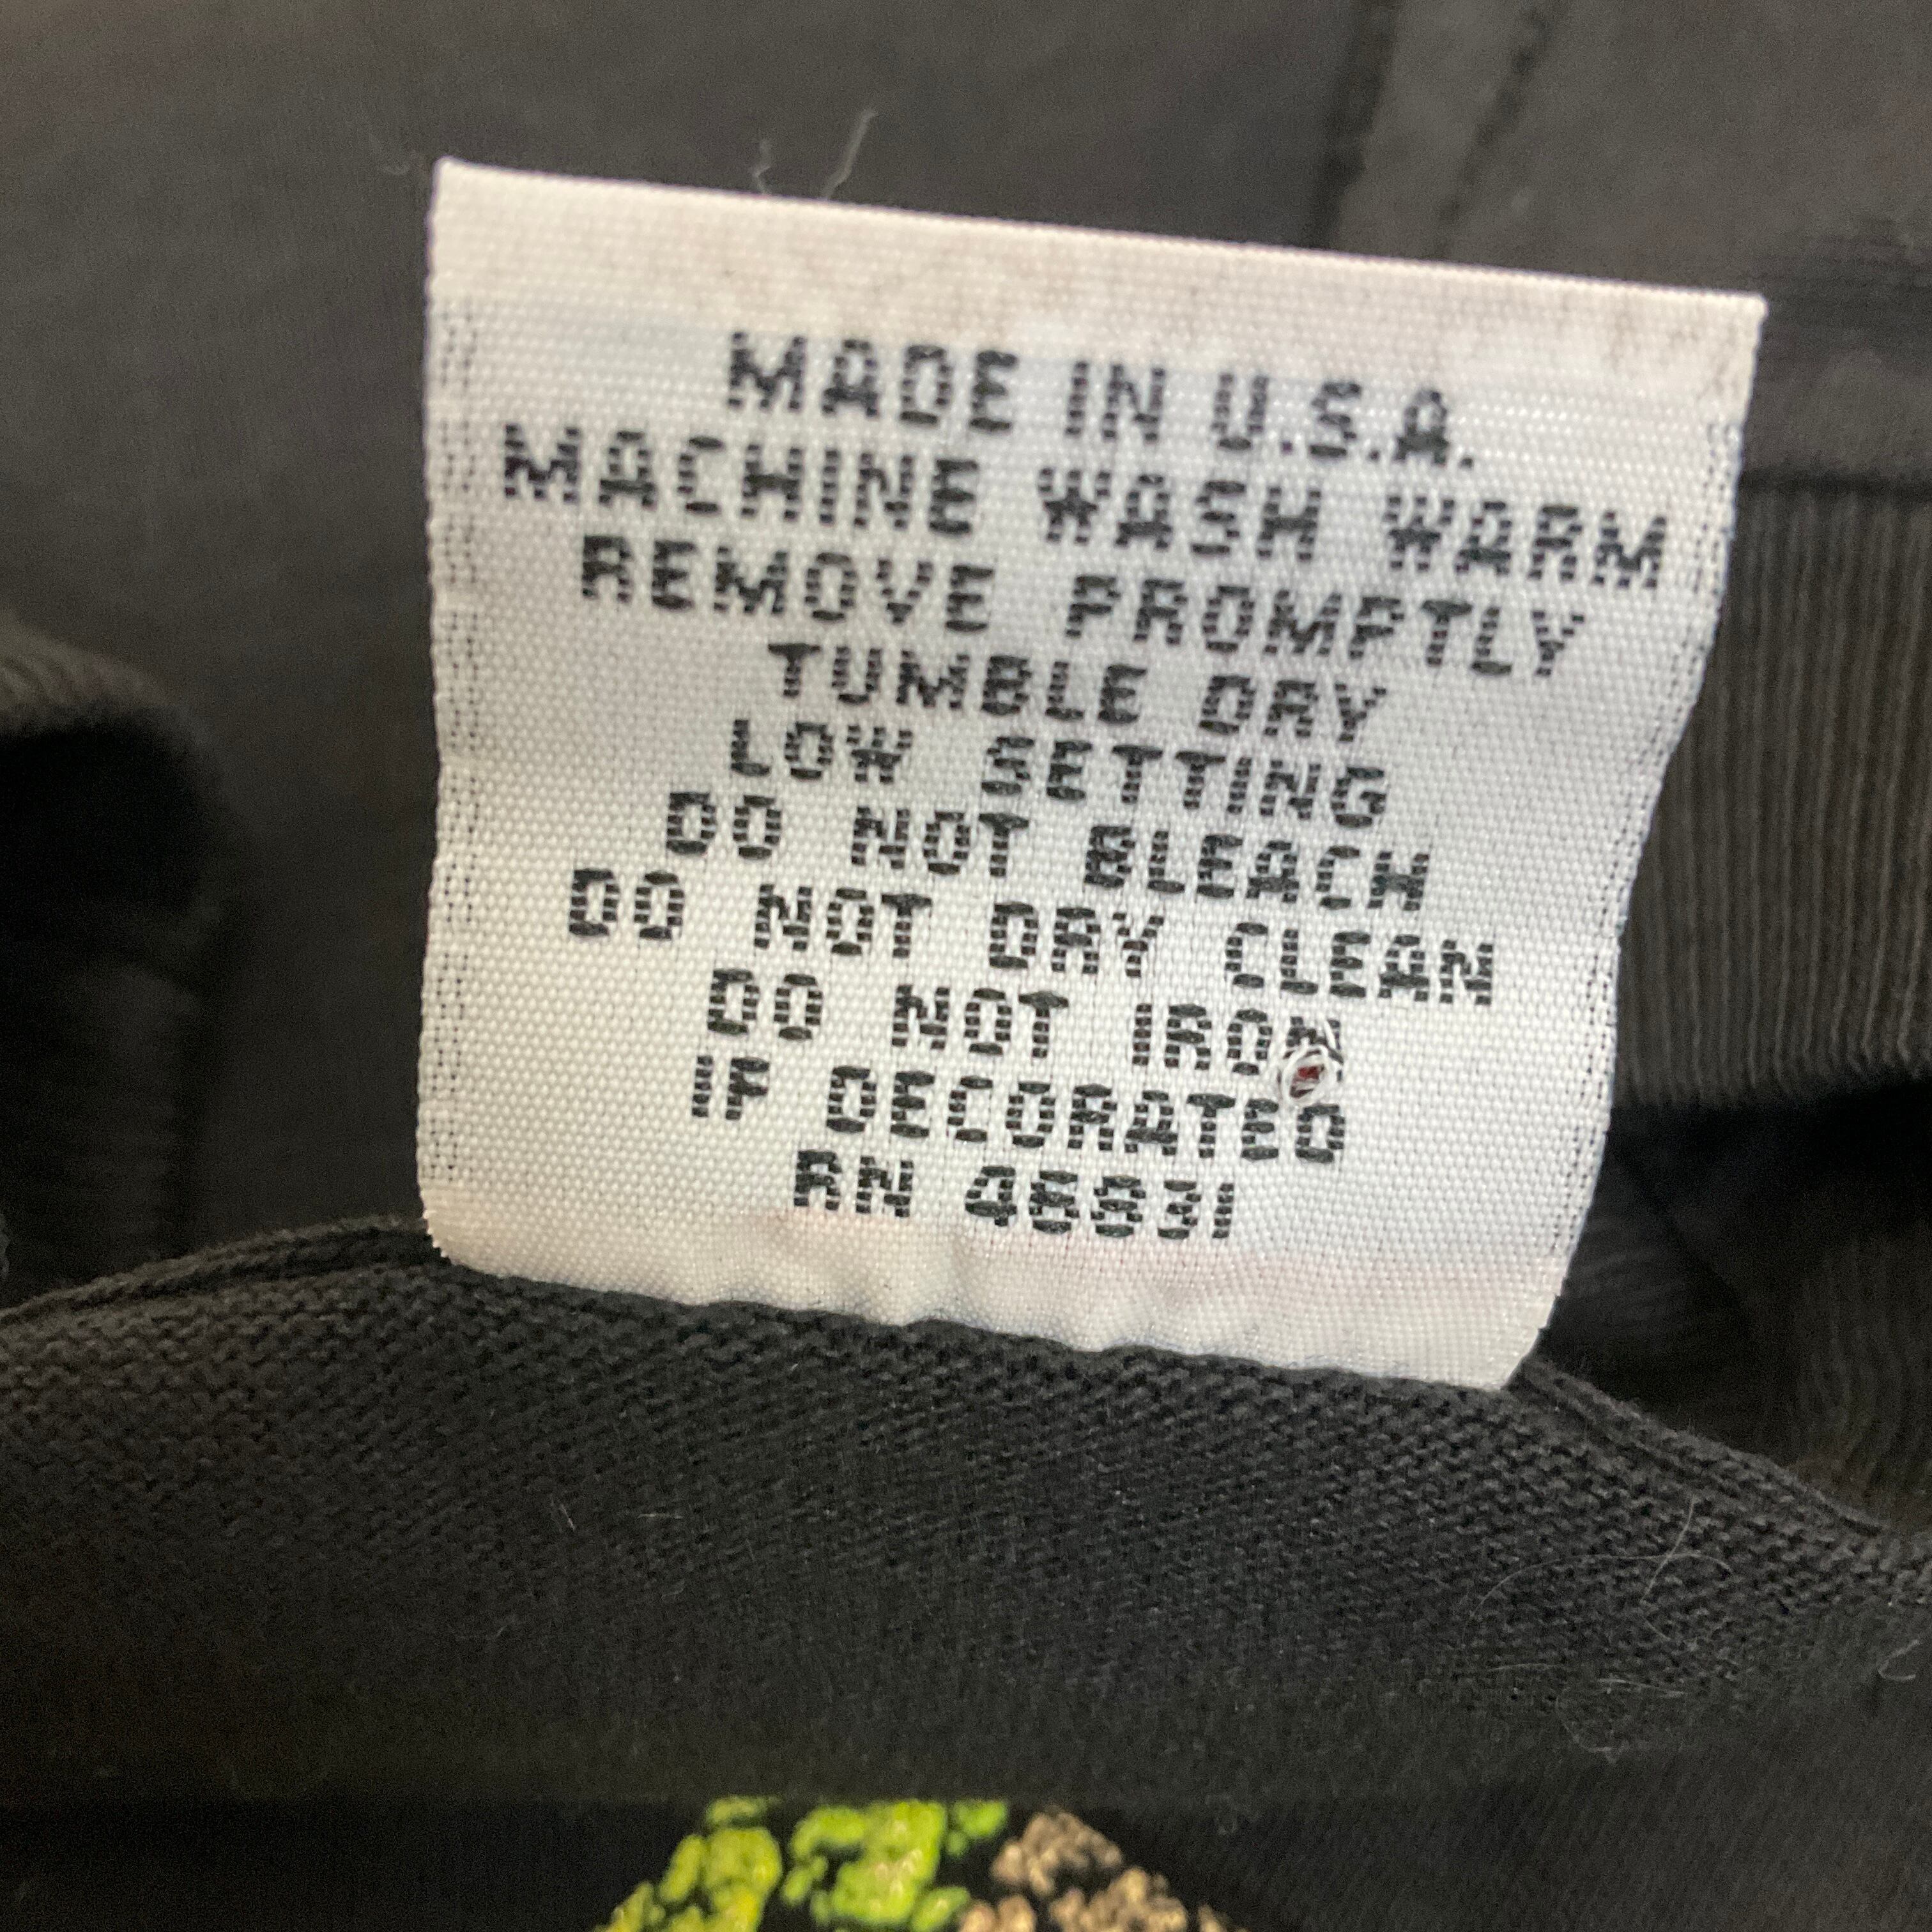 MADE IN U.S.A.
MACHINE WASH WARM
REMOVE PROMPTLY
TUMBLE DRY
LOW SETTING
DO NOT BLEACH
DO NOT DRY CLEAN
DO NOT IRON
IF DECORATED
RN 46831